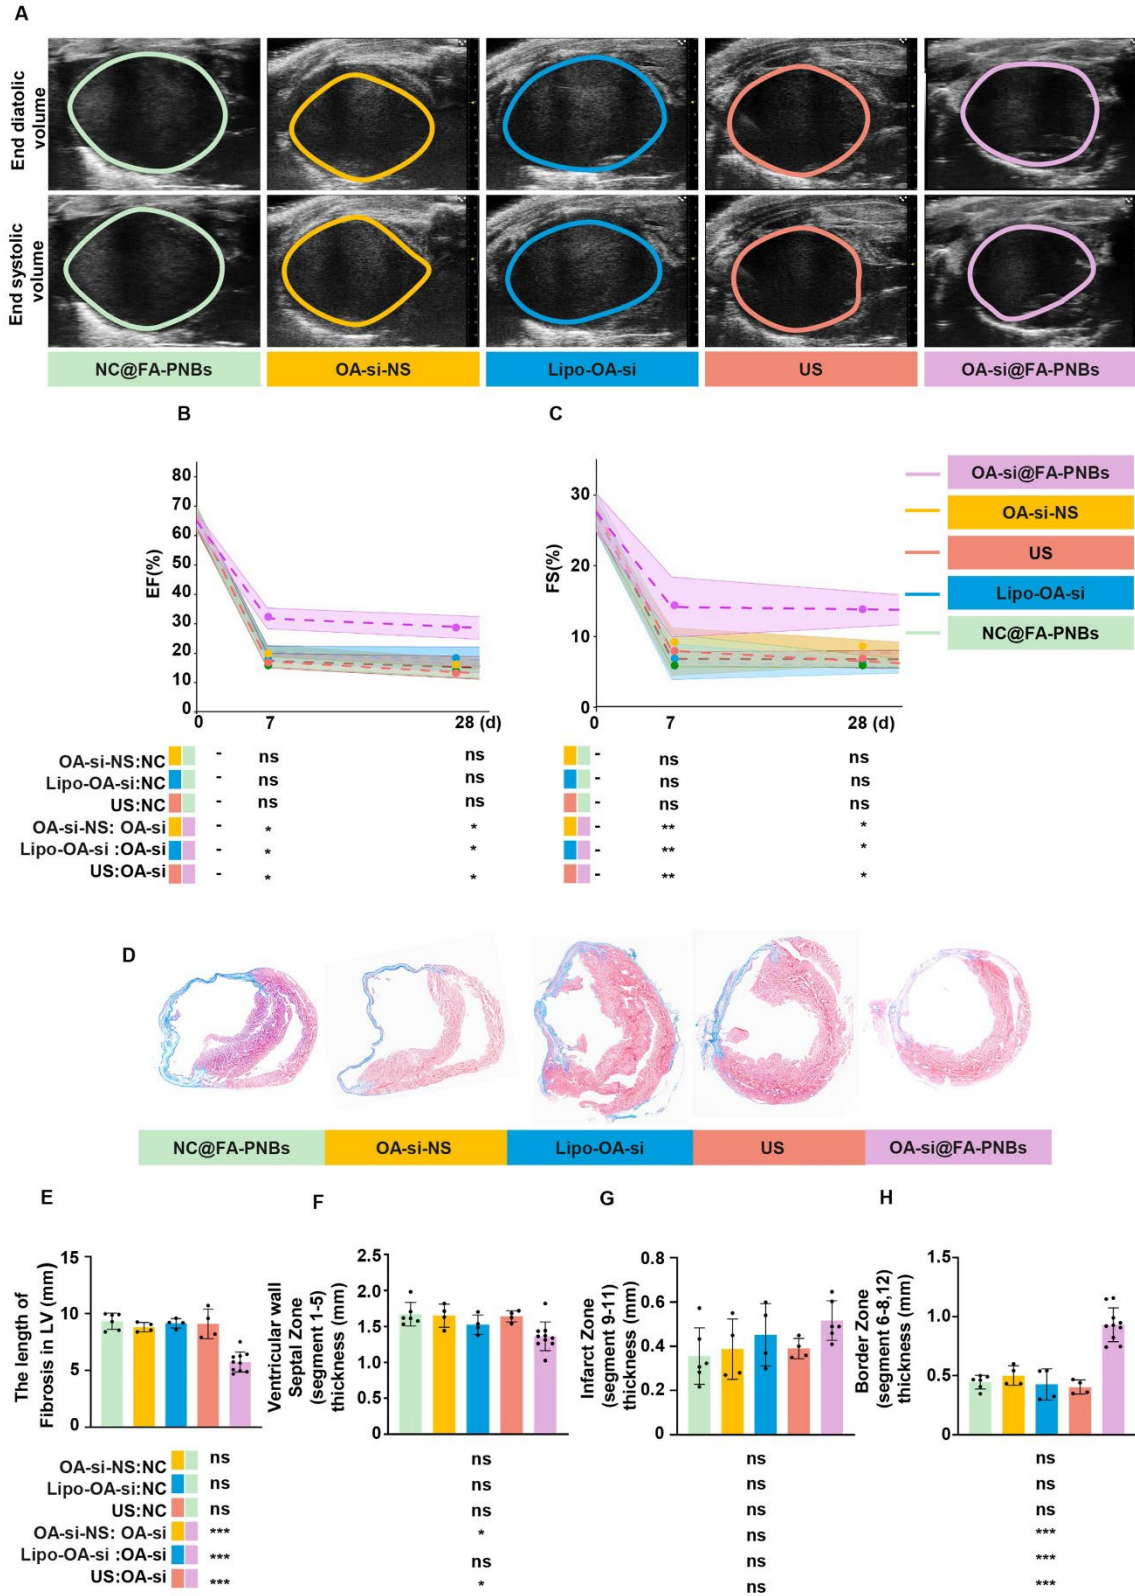 A
End diatolic
volume
End systolic
volume
NC@FA-PNBs
OA-si-NS
Lipo-OA-si
US
OA-si@FA-PNBs
B
EF(%)
80
70
60
50
40
30
20
10
0
0
7
28 (d)
C
FS(%)
30
20
10
0
0
7
28 (d)
OA-si@FA-PNBs
OA-si-NS
US
Lipo-OA-si
NC@FA-PNBs
OA-si-NS:NC - ns ns - ns ns
Lipo-OA-si:NC - ns ns - ns ns
US:NC - ns ns - ns ns
OA-si-NS: OA-si - * * - ** *
Lipo-OA-si :OA-si - * * - ** *
US:OA-si - * * - ** *
D
NC@FA-PNBs
OA-si-NS
Lipo-OA-si
US
OA-si@FA-PNBs
E
The length of
Fibrosis in LV (mm)
15
10
5
0
F
Ventricular wall
Septal Zone
(segment 1-5)
thickness (mm)
2.5
2.0
1.5
1.0
0.5
0
G
Infarct Zone
(segment 9-11)
thickness (mm)
0.8
0.6
0.4
0.2
0
H
Border Zone
(segment 6-8,12)
thickness (mm)
1.5
1.0
0.5
0
OA-si-NS:NC ns ns ns ns
Lipo-OA-si:NC ns ns ns ns
US:NC ns ns ns ns
OA-si-NS: OA-si *** * ns ***
Lipo-OA-si :OA-si *** ns ns ***
US:OA-si *** * ns ***